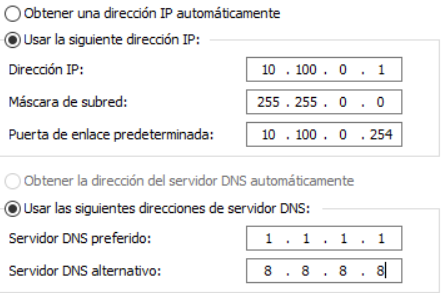 Obtener una dirección IP automáticamente
Usar la siguiente dirección IP:
Dirección IP: 10 . 100 . 0 . 1
Máscara de subred: 255 . 255 . 0 . 0
Puerta de enlace predeterminada: 10 . 100 . 0 . 254
Obtener la dirección del servidor DNS automáticamente
Usar las siguientes direcciones de servidor DNS:
Servidor DNS preferido: 1 . 1 . 1 . 1
Servidor DNS alternativo: 8 . 8 . 8 . 8